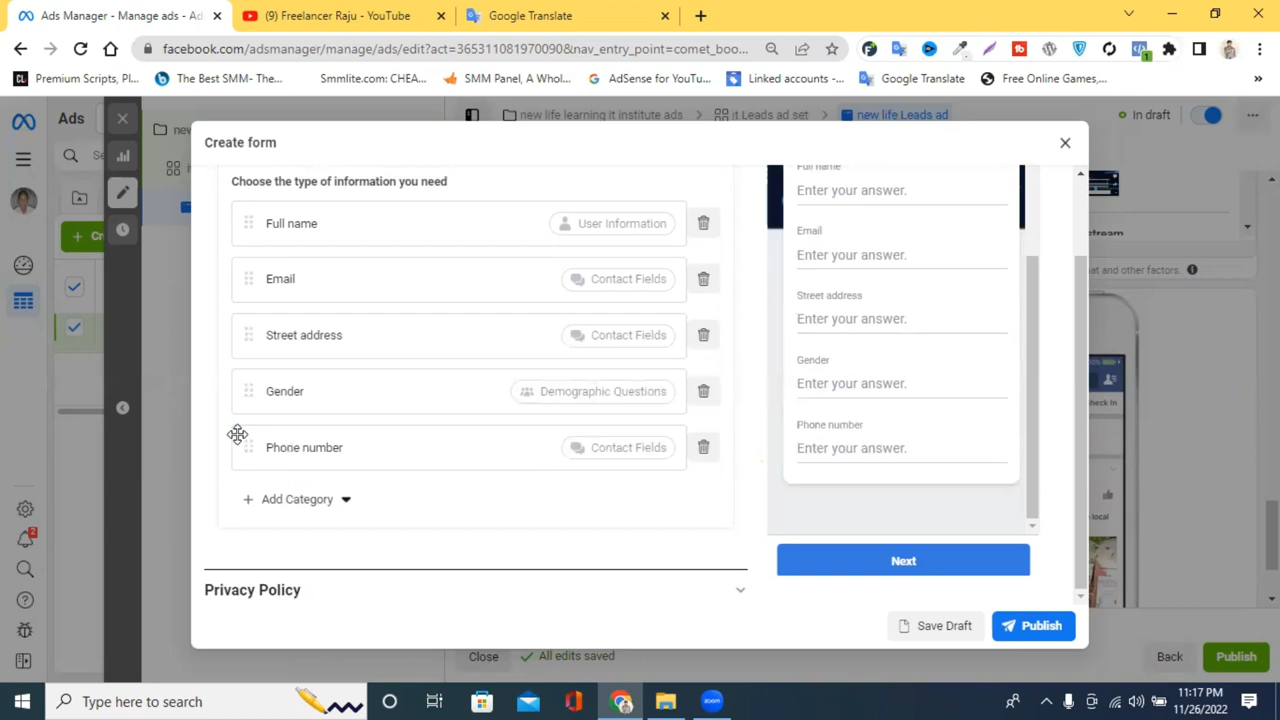 Ads Manager - Manage ads - Ad
(9) Freelancer Raju - YouTube
Google Translate
facebook.com/adsmanager/manage/ads/edit?act=365311081970090&nav_entry_point=comet_boo...
Premium Scripts, Pl...
The Best SMM- The...
Smmlite.com: CHEA...
SMM Panel, A Whol...
AdSense for YouTu...
Linked accounts -...
Google Translate
Free Online Games,...
Ads
new
new life learning it institute ads
it Leads ad set
new life Leads ad
In draft
Create form
Choose the type of information you need
Full name
User Information
Email
Contact Fields
Street address
Contact Fields
Gender
Demographic Questions
Phone number
Contact Fields
Add Category
Privacy Policy
Full name
Enter your answer.
Email
Enter your answer.
Street address
Enter your answer.
Gender
Enter your answer.
Phone number
Enter your answer.
Next
Save Draft
Publish
and other factors.
Close
All edits saved
Back
Publish
Type here to search
11:17 PM
11/26/2022